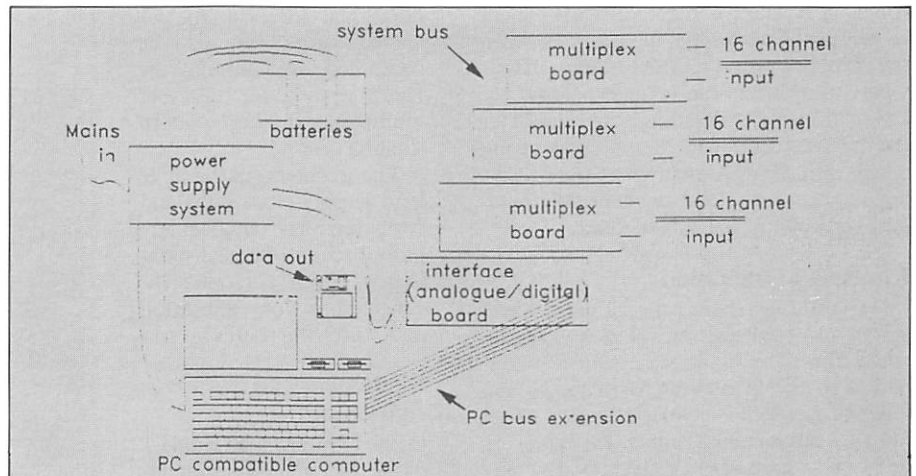 system bus
multiplex
board
16 channel
input
Mains
in
batteries
multiplex
board
16 channel
input
power
supply
system
multiplex
board
16 channel
input
data out
interface
(analogue/digital)
board
PC bus extension
PC compatible computer